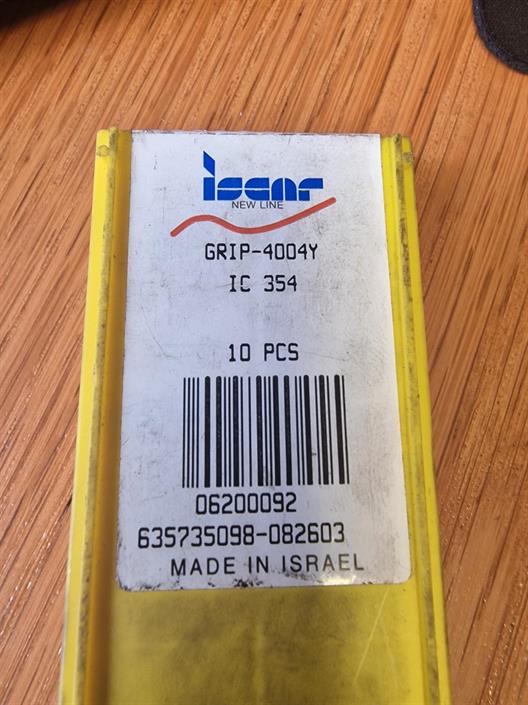 iscar
NEW LINE
GRIP-4004Y
IC 354
10 PCS
06200092
635735098-082603
MADE IN ISRAEL